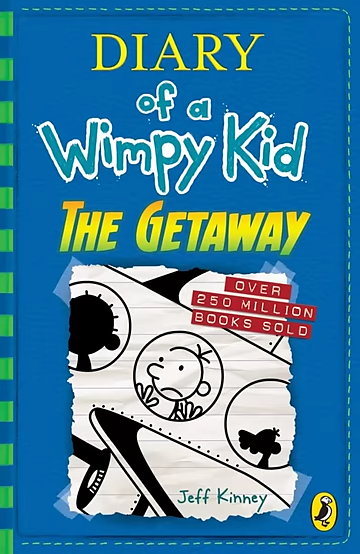 DIARY
of a
Wimpy Kid
THE GETAWAY
OVER
250 MILLION
BOOKS SOLD
Jeff Kinney